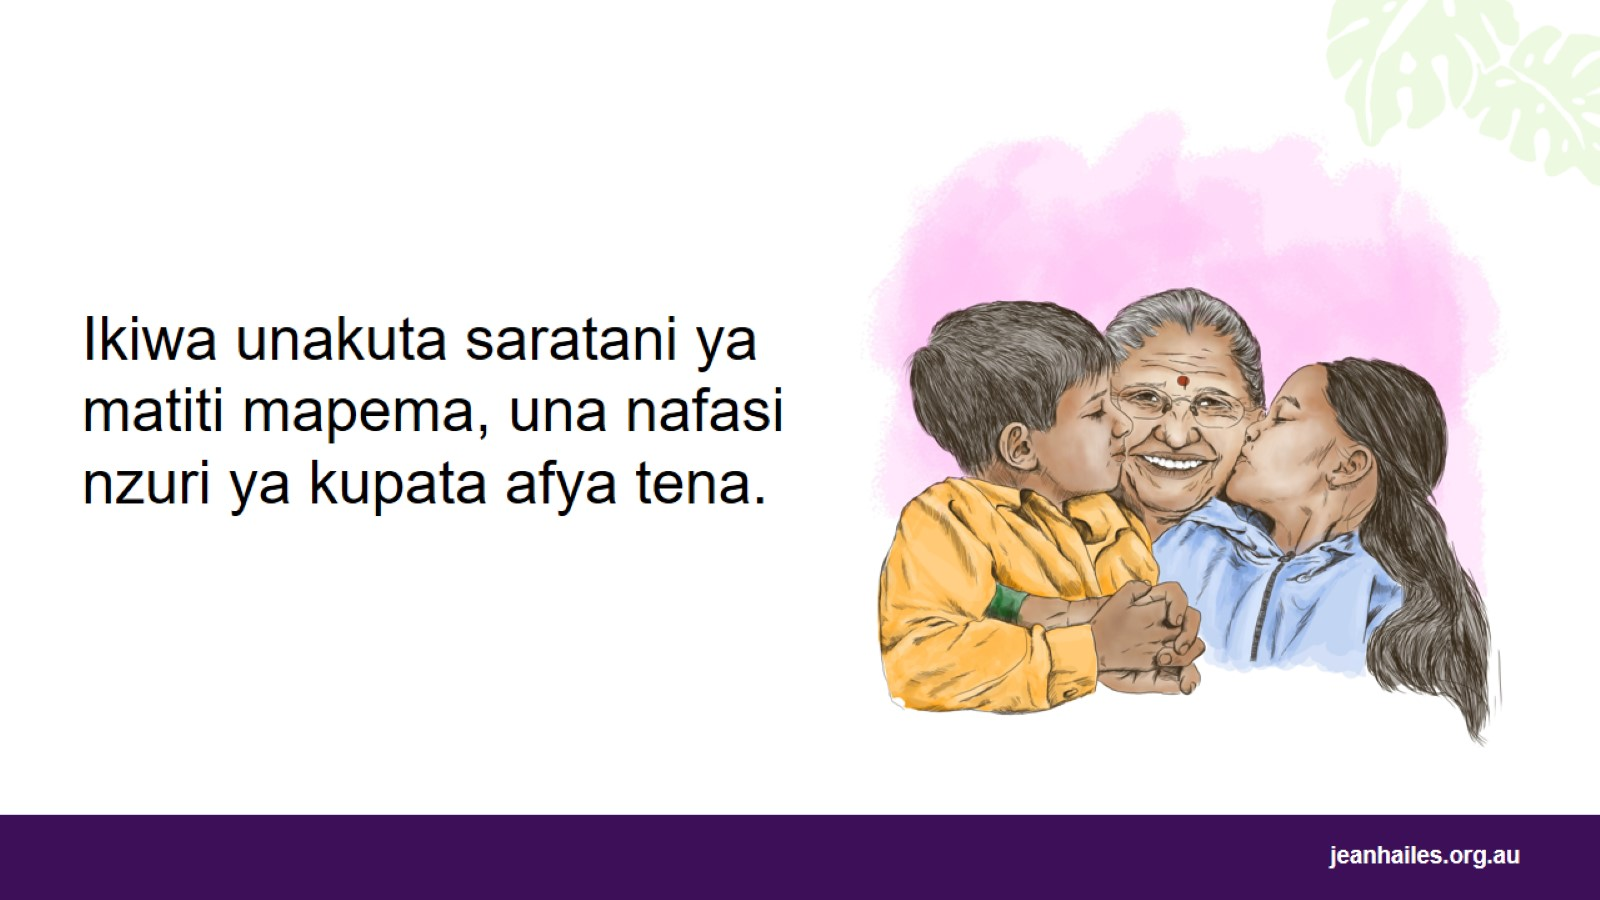 Ikiwa unakuta saratani ya
matiti mapema, una nafasi
nzuri ya kupata afya tena.
jeanhailes.org.au